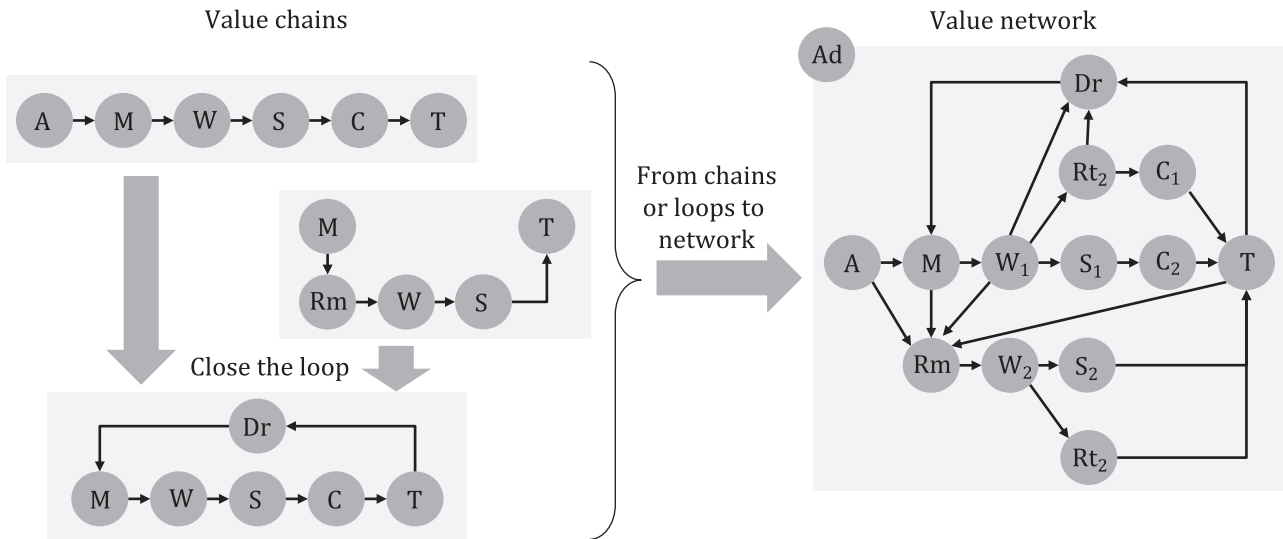 Value chains
A M W S C T
M T
Rm W S
Close the loop
Dr
M W S C T
From chains
or loops to
network
Value network
Ad
Dr
Rt₂ C₁
A M W₁ S₁ C₂ T
Rm W₂ S₂
Rt₂